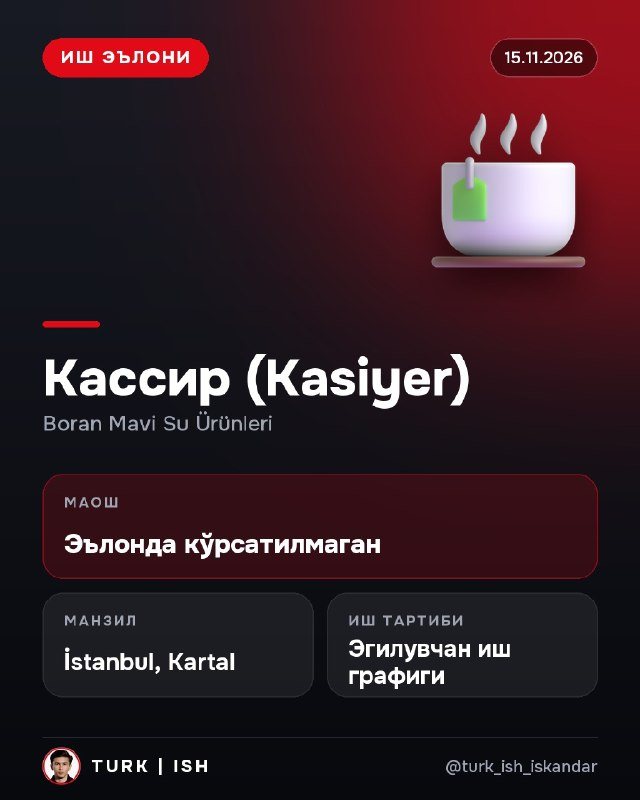 ИШ ЭЪЛОНИ
15.11.2026
Кассир (Kasiyer)
Boran Mavi Su Ürünleri
МАОШ
Эълонда кўрсатилмаган
МАНЗИЛ
İstanbul, Kartal
ИШ ТАРТИБИ
Эгилувчан иш
графиги
TURK | ISH
@turk_ish_iskandar